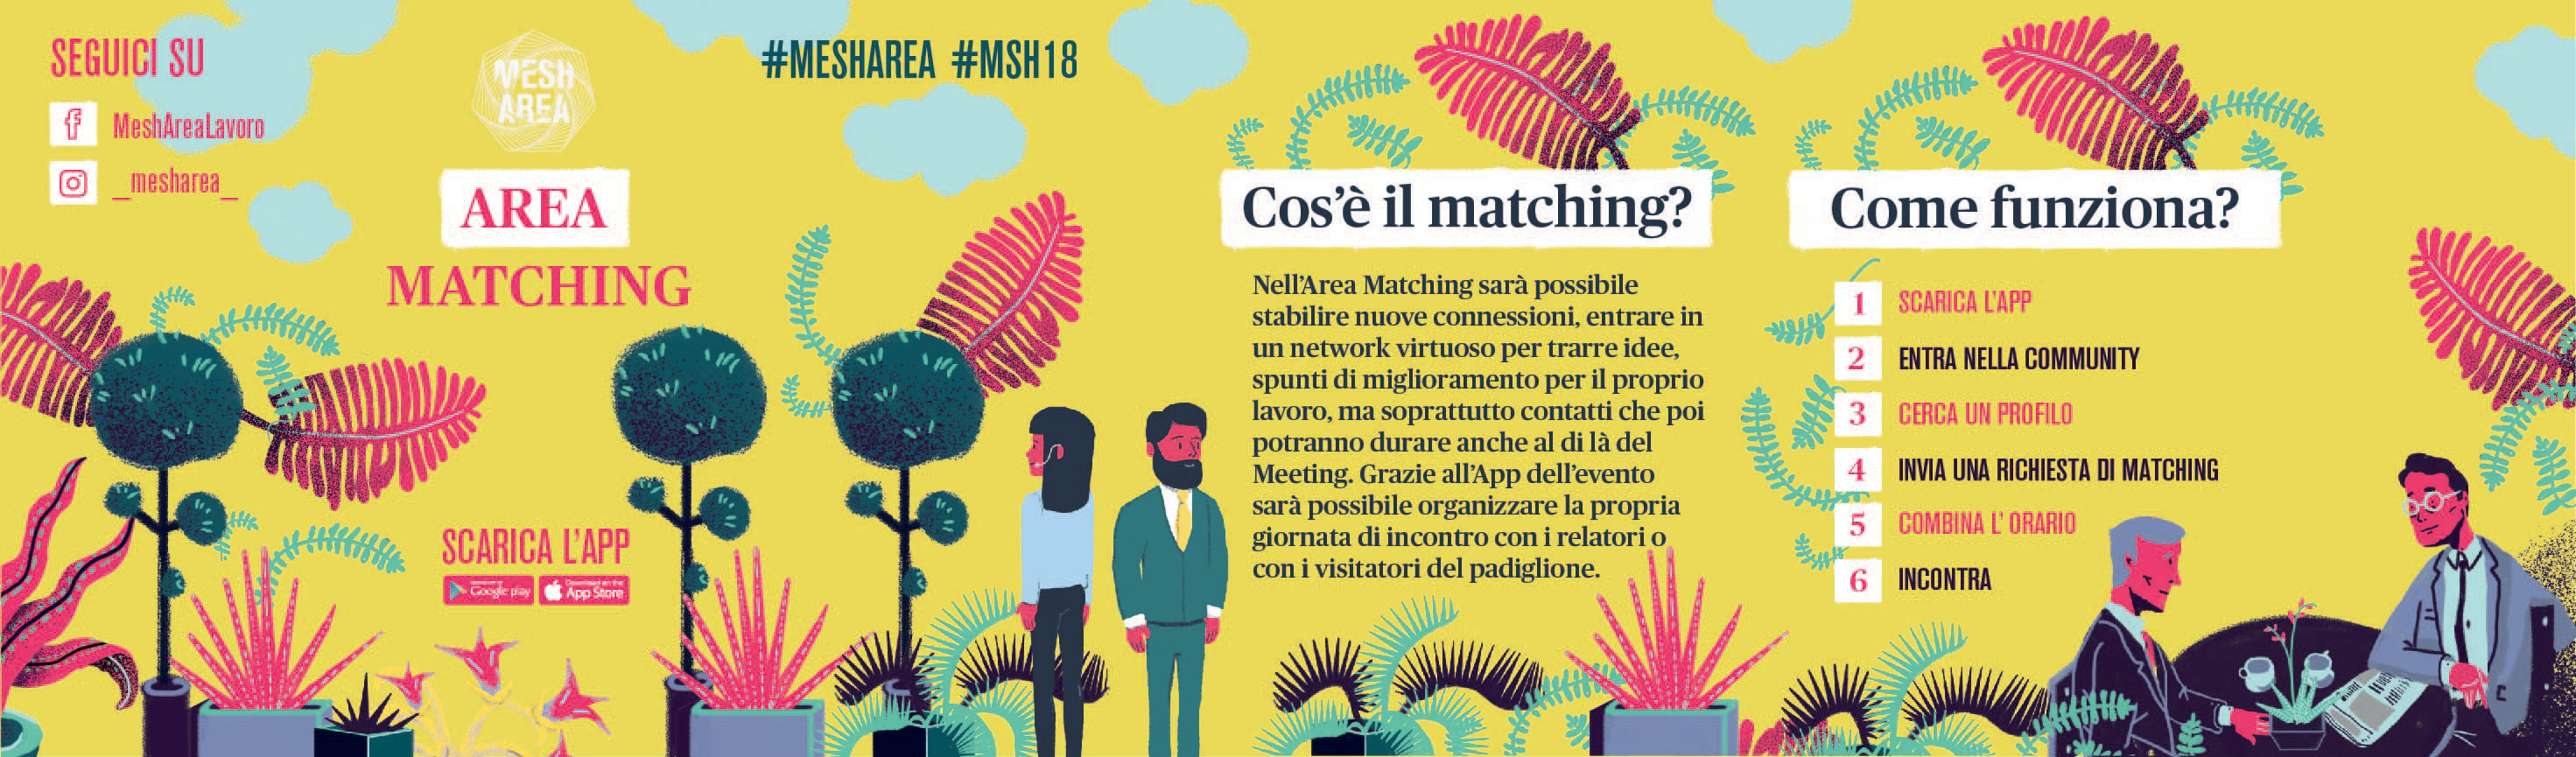 SEGUICI SU
MeshAreaLavoro
_mesharea_
MESH
AREA
AREA
MATCHING
SCARICA L'APP
Google play
Download on the
App Store
#MESHAREA #MSH18
Cos'è il matching?
Nell'Area Matching sarà possibile
stabilire nuove connessioni, entrare in
un network virtuoso per trarre idee,
spunti di miglioramento per il proprio
lavoro, ma soprattutto contatti che poi
potranno durare anche al di là del
Meeting. Grazie all'App dell'evento
sarà possibile organizzare la propria
giornata di incontro con i relatori o
con i visitatori del padiglione.
Come funziona?
1 SCARICA L'APP
2 ENTRA NELLA COMMUNITY
3 CERCA UN PROFILO
4 INVIA UNA RICHIESTA DI MATCHING
5 COMBINA L' ORARIO
6 INCONTRA